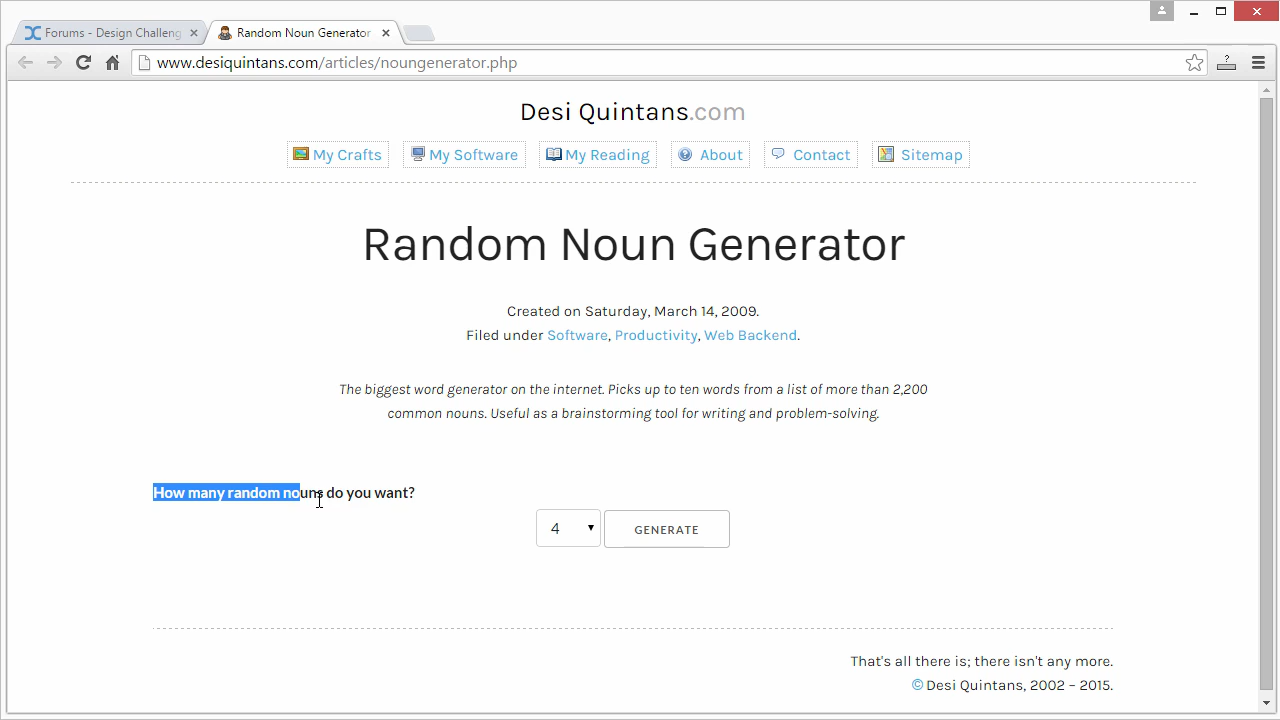 Forums - Design Challeng
Random Noun Generator
www.desiquintans.com/articles/noungenerator.php
Desi Quintans.com
My Crafts My Software My Reading About Contact Sitemap
Random Noun Generator
Created on Saturday, March 14, 2009.
Filed under Software, Productivity, Web Backend.
The biggest word generator on the internet. Picks up to ten words from a list of more than 2,200
common nouns. Useful as a brainstorming tool for writing and problem-solving.
How many random nouns do you want?
4 GENERATE
That's all there is; there isn't any more.
© Desi Quintans, 2002 – 2015.